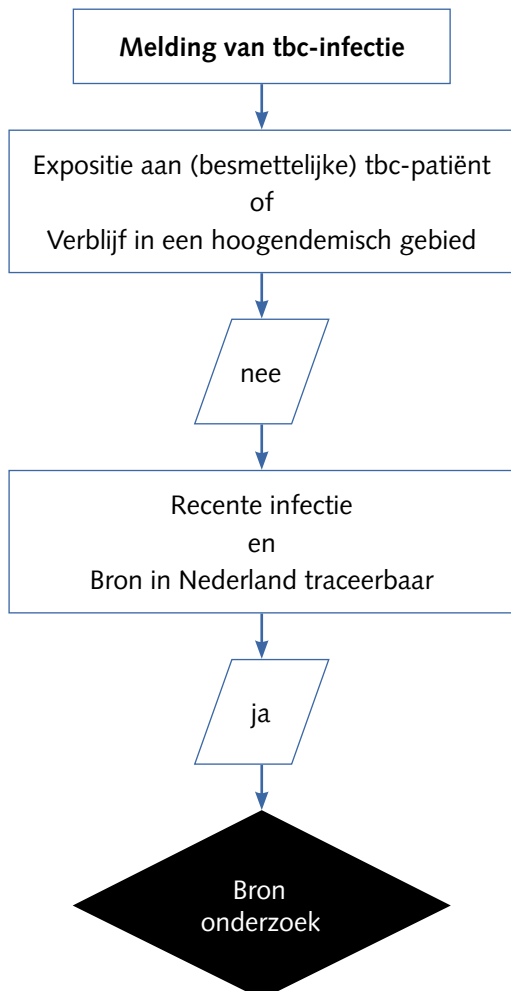 Melding van tbc-infectie
Expositie aan (besmettelijke) tbc-patiënt
of
Verblijf in een hoogendemisch gebied
nee
Recente infectie
en
Bron in Nederland traceerbaar
ja
Bron
onderzoek